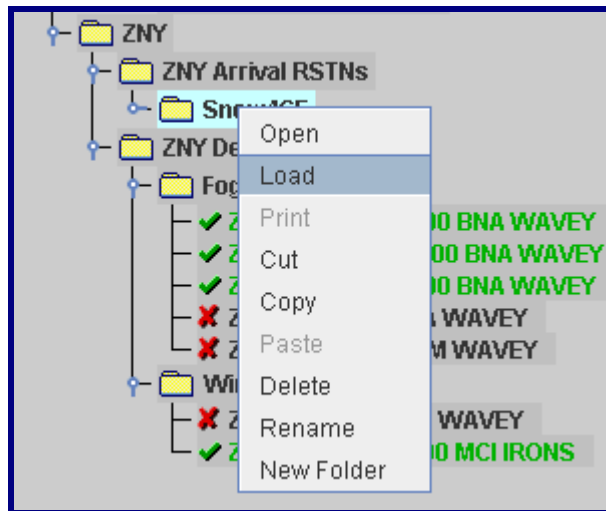 ZNY
ZNY Arrival RSTNs
Open
ZNY De
Load
Fog
Print
00 BNA WAVEY
Cut
00 BNA WAVEY
Copy
00 BNA WAVEY
WAVEY
Paste
M WAVEY
Delete
Win
Rename
WAVEY
New Folder
00 MCI IRONS